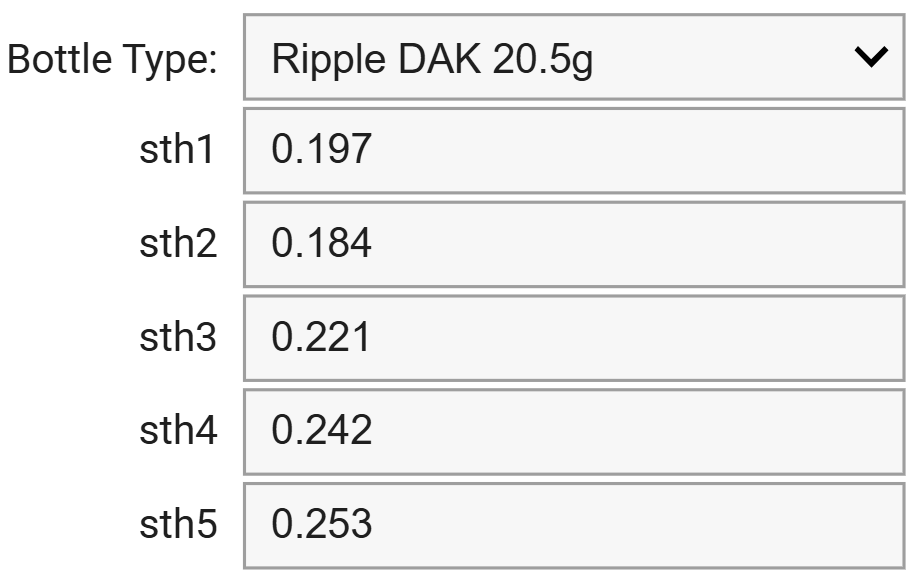 Bottle Type: Ripple DAK 20.5g
sth1 0.197
sth2 0.184
sth3 0.221
sth4 0.242
sth5 0.253